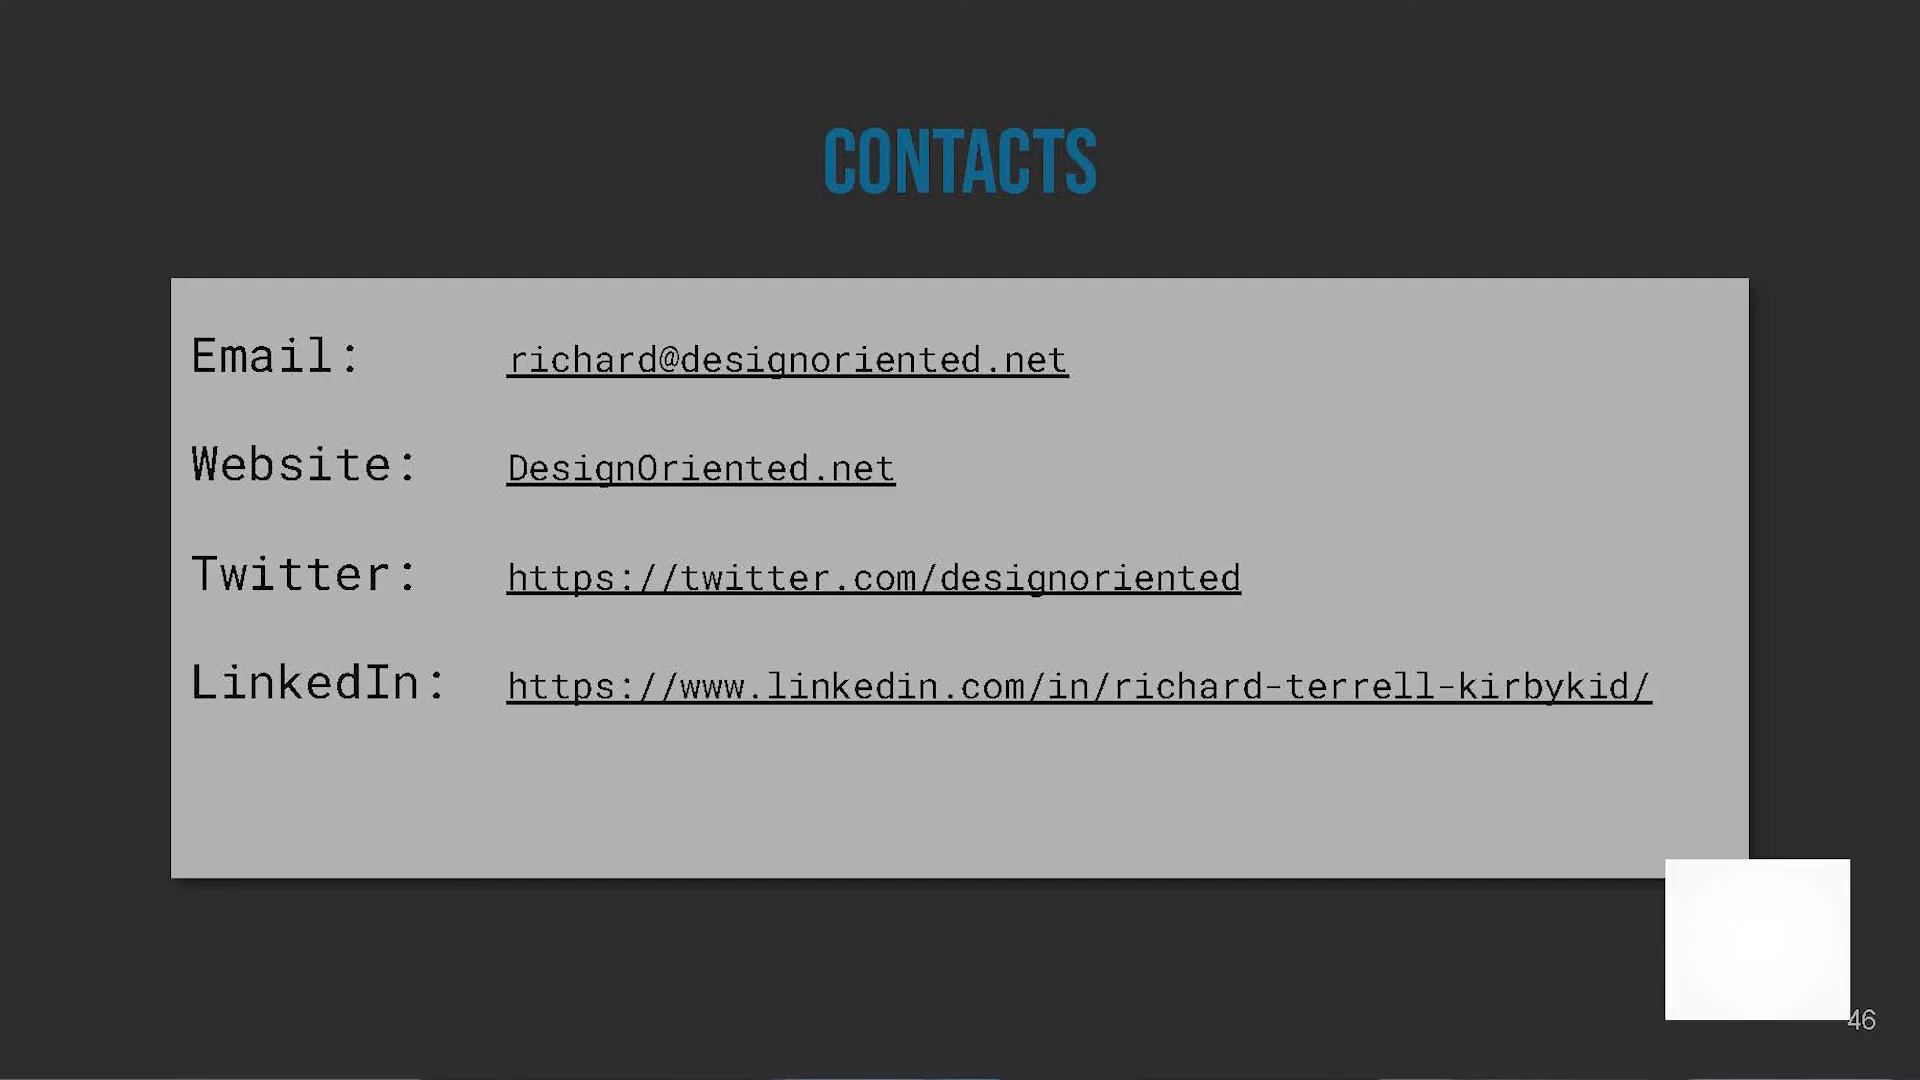 CONTACTS
Email: richard@designoriented.net
Website: DesignOriented.net
Twitter: https://twitter.com/designoriented
LinkedIn: https://www.linkedin.com/in/richard-terrell-kirbykid/
46